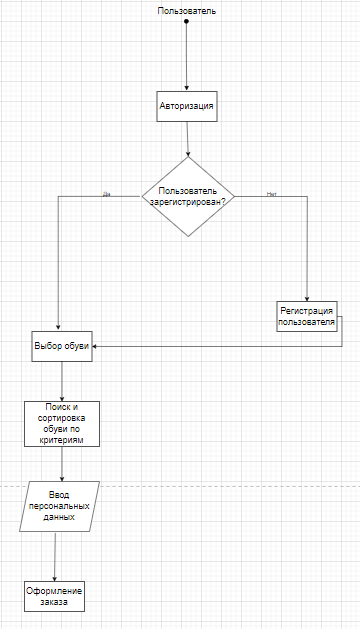 Пользователь
Авторизация
Пользователь
зарегистрирован?
Да
Нет
Регистрация
пользователя
Выбор обуви
Поиск и
сортировка
обуви по
критериям
Ввод
персональных
данных
Оформление
заказа